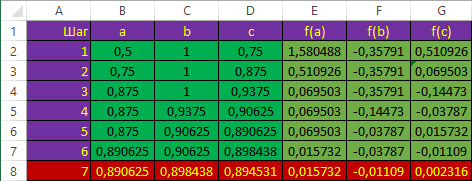 A B C D E F G
1 Шаг a b c f(a) f(b) f(c)
2 1 0,5 1 0,75 1,580488 -0,35791 0,510926
3 2 0,75 1 0,875 0,510926 -0,35791 0,069503
4 3 0,875 1 0,9375 0,069503 -0,35791 -0,14473
5 4 0,875 0,9375 0,90625 0,069503 -0,14473 -0,03787
6 5 0,875 0,90625 0,890625 0,069503 -0,03787 0,015732
7 6 0,890625 0,90625 0,898438 0,015732 -0,03787 -0,01109
8 7 0,890625 0,898438 0,894531 0,015732 -0,01109 0,002316